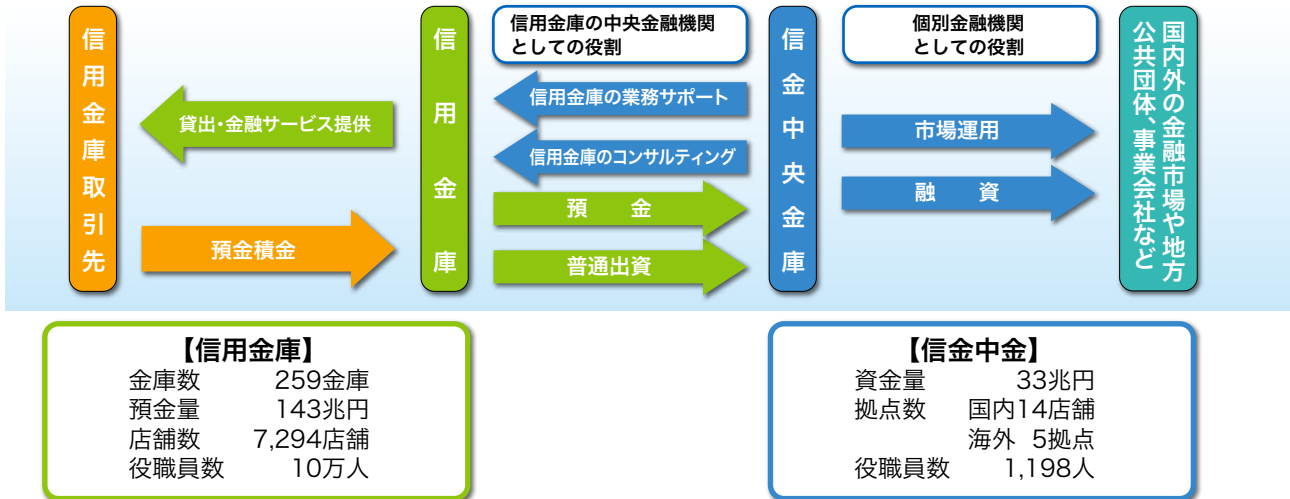 信用金庫取引先
貸出・金融サービス提供
預金積金
信用金庫
信用金庫の中央金融機関
としての役割
信用金庫の業務サポート
信用金庫のコンサルティング
預　金
普通出資
信金中央金庫
個別金融機関
としての役割
市場運用
融　資
国内外の金融市場や地方
公共団体、事業会社など
【信用金庫】
金庫数　259金庫
預金量　143兆円
店舗数　7,294店舗
役職員数　10万人
【信金中金】
資金量　33兆円
拠点数　国内14店舗
海外 5拠点
役職員数　1,198人